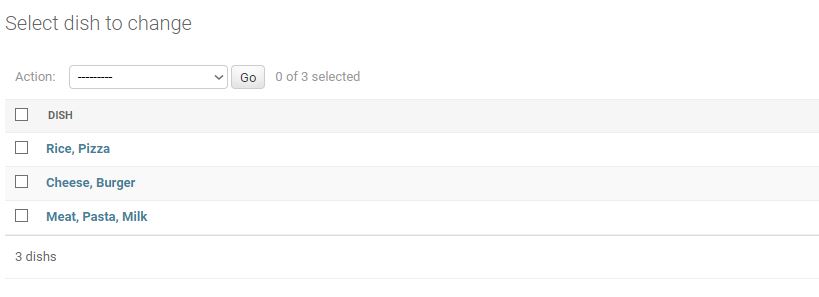 Select dish to change
Action: --------- Go 0 of 3 selected
DISH
Rice, Pizza
Cheese, Burger
Meat, Pasta, Milk
3 dishs